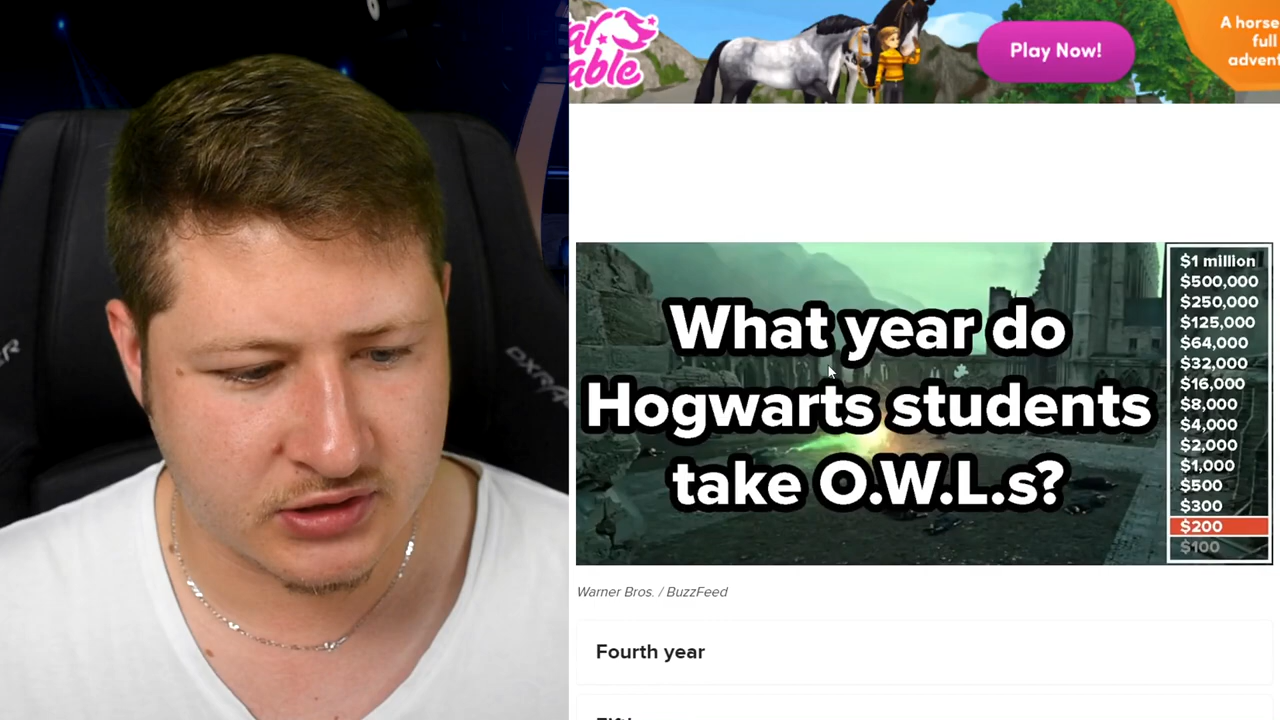 Play Now!
A horse
full
What year do
Hogwarts students
take O.W.L.s?
$1 million
$500,000
$250,000
$125,000
$64,000
$32,000
$16,000
$8,000
$4,000
$2,000
$1,000
$500
$300
$200
$100
Warner Bros. / BuzzFeed
Fourth year